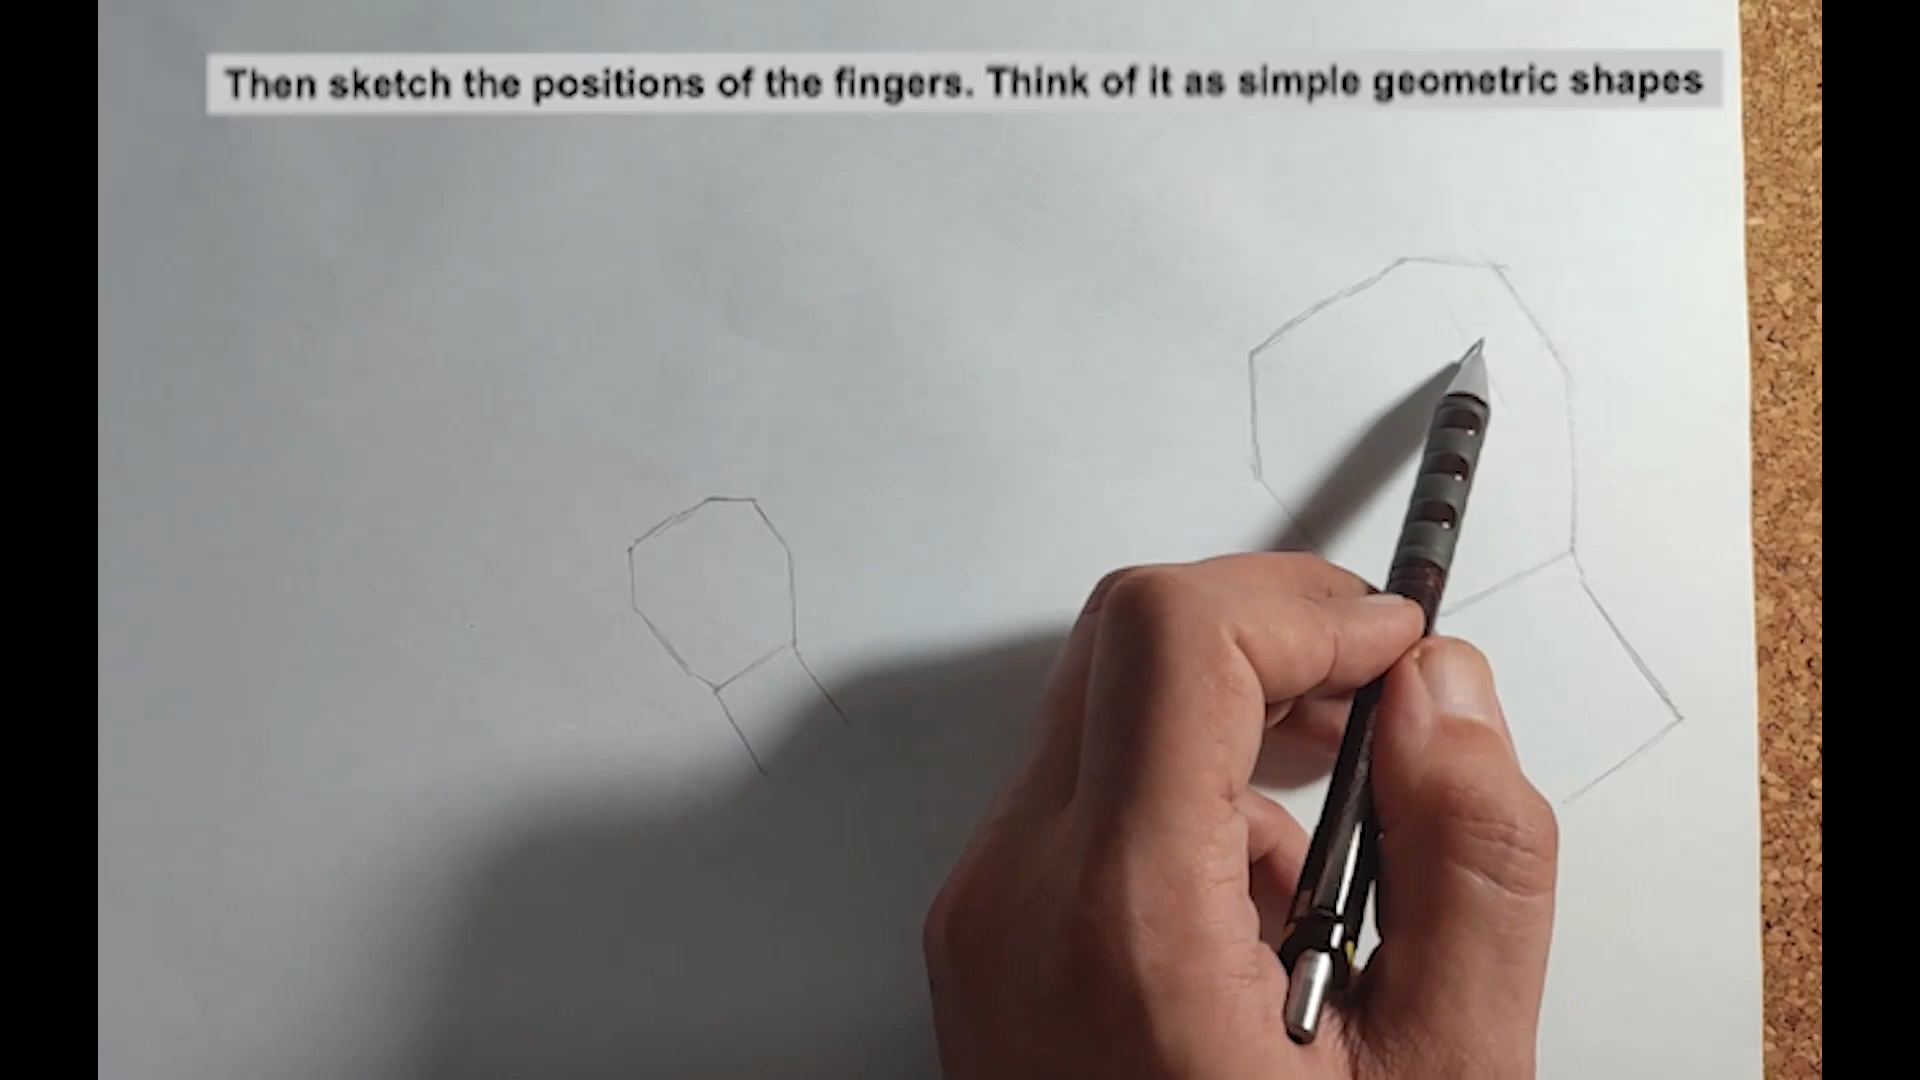 Then sketch the positions of the fingers. Think of it as simple geometric shapes